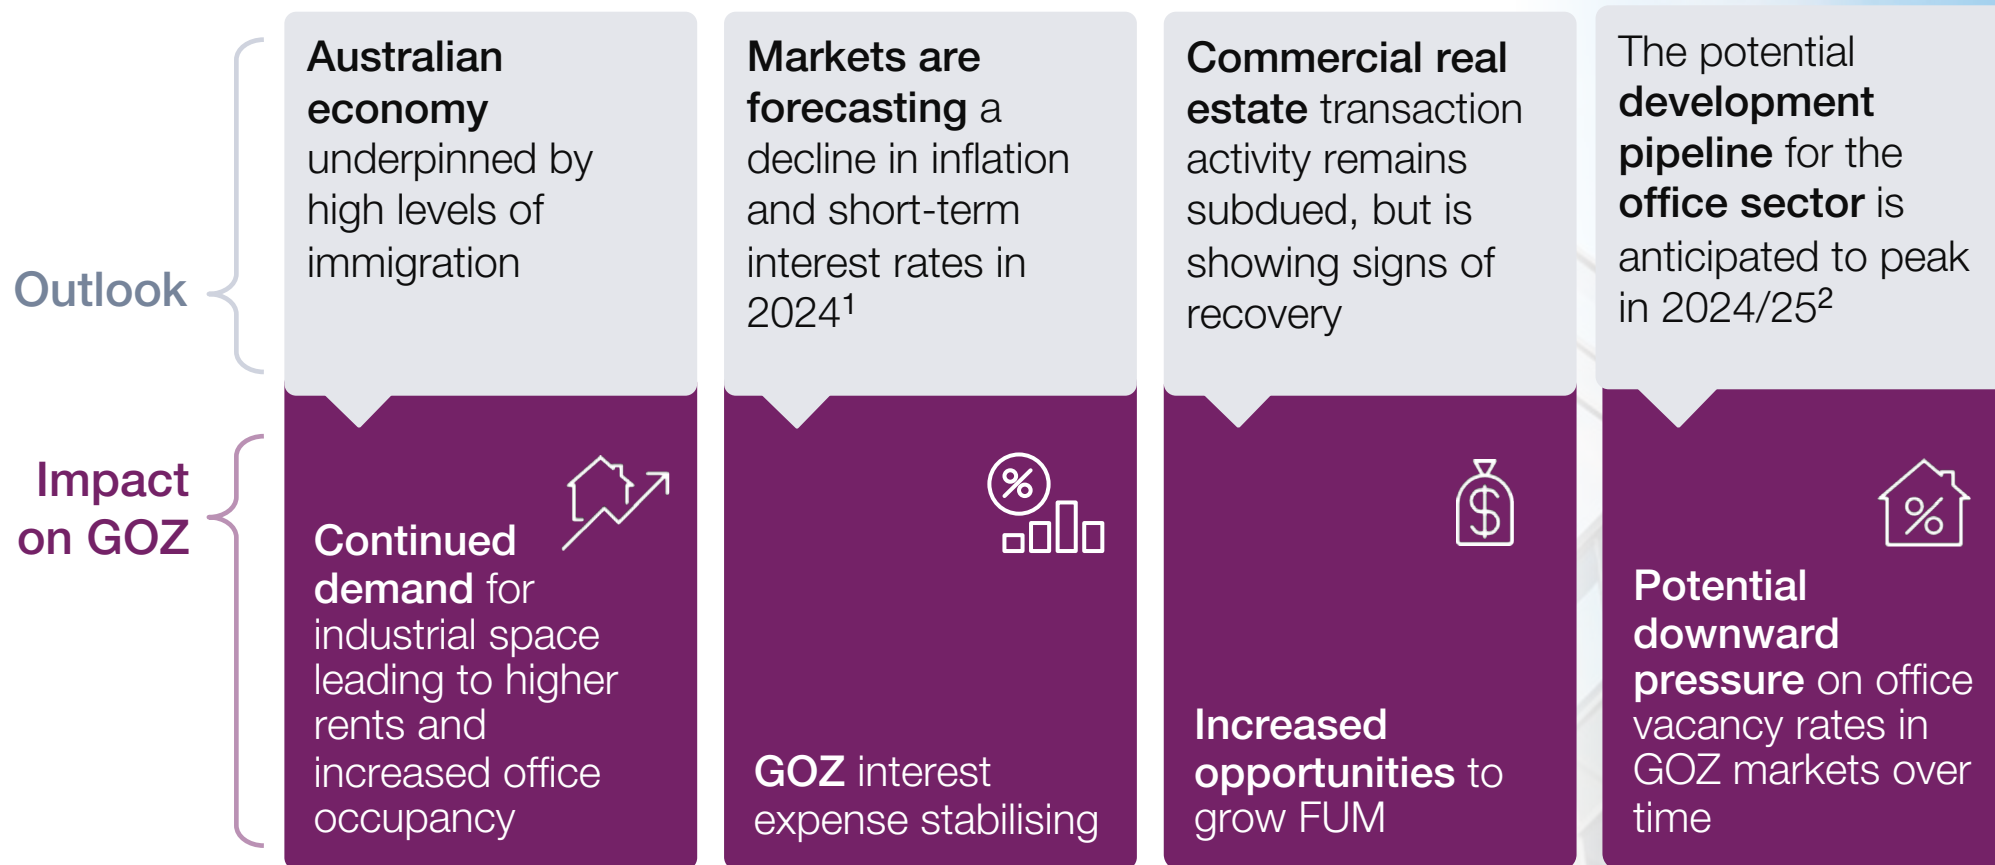 Outlook
Australian
economy
underpinned by
high levels of
immigration
Markets are
forecasting a
decline in inflation
and short-term
interest rates in
2024¹
Commercial real
estate transaction
activity remains
subdued, but is
showing signs of
recovery
The potential
development
pipeline for the
office sector is
anticipated to peak
in 2024/25²
Impact
on GOZ
Continued
demand for
industrial space
leading to higher
rents and
increased office
occupancy
%
GOZ interest
expense stabilising
$
Increased
opportunities to
grow FUM
%
Potential
downward
pressure on office
vacancy rates in
GOZ markets over
time